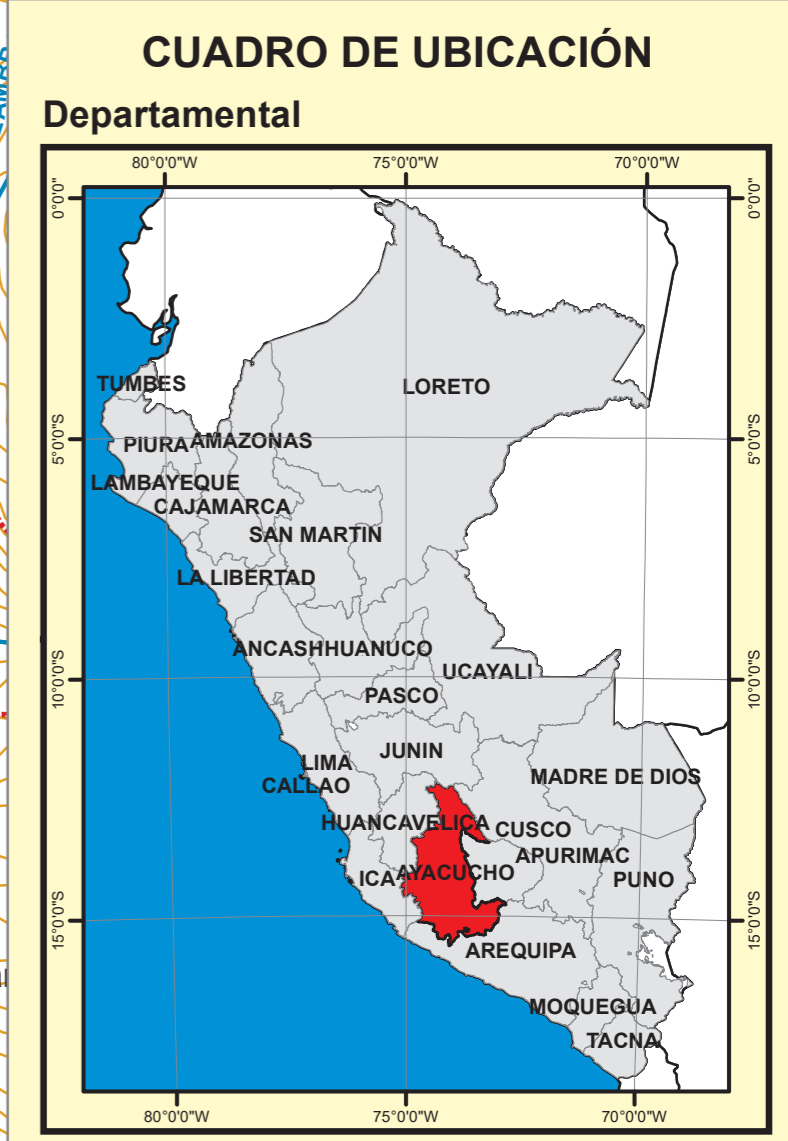 CUADRO DE UBICACIÓN
Departamental
80°0'0"W 75°0'0"W 70°0'0"W
0°0'0" 0°0'0"
TUMBES
LORETO
5°0'0"S 5°0'0"S
PIURA AMAZONAS
LAMBAYEQUE
CAJAMARCA
SAN MARTIN
LA LIBERTAD
ANCASH HUANUCO
UCAYALI
10°0'0"S 10°0'0"S
PASCO
JUNIN
LIMA
MADRE DE DIOS
CALLAO
HUANCAVELICA
CUSCO
APURIMAC
ICA AYACUCHO
PUNO
15°0'0"S 15°0'0"S
AREQUIPA
MOQUEGUA
TACNA
80°0'0"W 75°0'0"W 70°0'0"W